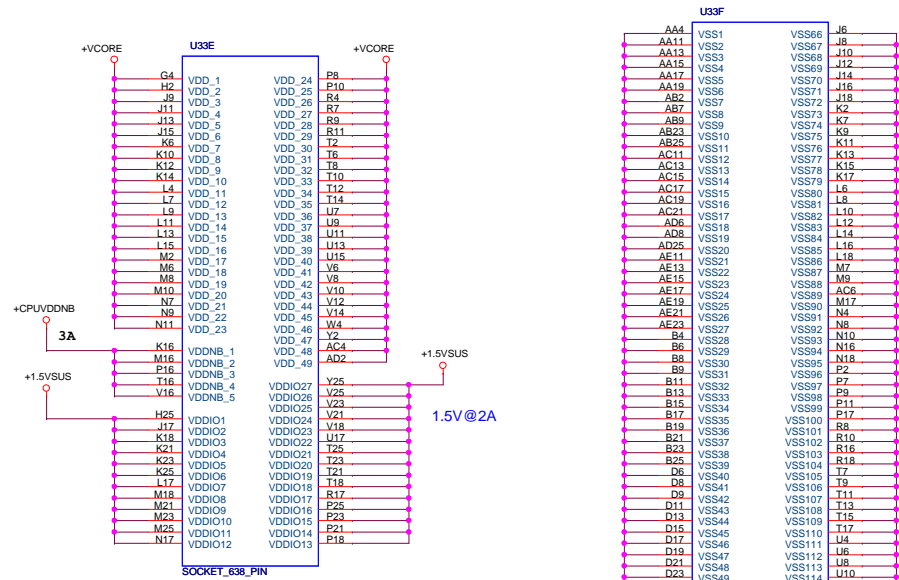 U33E
+VCORE +VCORE
G4 VDD_1 VDD_24 P8
H2 VDD_2 VDD_25 P10
J9 VDD_3 VDD_26 R4
J11 VDD_4 VDD_27 R7
J13 VDD_5 VDD_28 R9
J15 VDD_6 VDD_29 R11
K6 VDD_7 VDD_30 T2
K10 VDD_8 VDD_31 T6
K12 VDD_9 VDD_32 T8
K14 VDD_10 VDD_33 T10
L4 VDD_11 VDD_34 T12
L7 VDD_12 VDD_35 T14
L9 VDD_13 VDD_36 U7
L11 VDD_14 VDD_37 U9
L13 VDD_15 VDD_38 U11
L15 VDD_16 VDD_39 U13
M2 VDD_17 VDD_40 U15
M6 VDD_18 VDD_41 V6
M8 VDD_19 VDD_42 V8
M10 VDD_20 VDD_43 V10
N7 VDD_21 VDD_44 V12
N9 VDD_22 VDD_45 V14
N11 VDD_23 VDD_46 W4
VDD_47 Y2
+CPUVDDNB
3A
K16 VDDNB_1 VDD_48 AC4
M16 VDDNB_2 VDD_49 AD2
P16 VDDNB_3
T16 VDDNB_4 VDDIO27 Y25
V16 VDDNB_5 VDDIO26 V25
+1.5VSUS
+1.5VSUS
1.5V@2A
VDDIO25 V23
H25 VDDIO1 VDDIO24 V21
J17 VDDIO2 VDDIO23 V18
K18 VDDIO3 VDDIO22 U17
K21 VDDIO4 VDDIO21 T25
K23 VDDIO5 VDDIO20 T23
K25 VDDIO6 VDDIO19 T21
L17 VDDIO7 VDDIO18 T18
M18 VDDIO8 VDDIO17 R17
M21 VDDIO9 VDDIO16 P25
M23 VDDIO10 VDDIO15 P23
M25 VDDIO11 VDDIO14 P21
N17 VDDIO12 VDDIO13 P18
SOCKET_638_PIN
U33F
AA4 VSS1 VSS66 J6
AA11 VSS2 VSS67 J8
AA13 VSS3 VSS68 J10
AA15 VSS4 VSS69 J12
AA17 VSS5 VSS70 J14
AA19 VSS6 VSS71 J16
AB2 VSS7 VSS72 J18
AB7 VSS8 VSS73 K2
AB9 VSS9 VSS74 K7
AB23 VSS10 VSS75 K9
AB25 VSS11 VSS76 K11
AC11 VSS12 VSS77 K13
AC13 VSS13 VSS78 K15
AC15 VSS14 VSS79 K17
AC17 VSS15 VSS80 L6
AC19 VSS16 VSS81 L8
AC21 VSS17 VSS82 L10
AD6 VSS18 VSS83 L12
AD8 VSS19 VSS84 L14
AD25 VSS20 VSS85 L16
AE11 VSS21 VSS86 L18
AE13 VSS22 VSS87 M7
AE15 VSS23 VSS88 M9
AE17 VSS24 VSS89 AC6
AE19 VSS25 VSS90 M17
AE21 VSS26 VSS91 N4
AE23 VSS27 VSS92 N8
B4 VSS28 VSS93 N10
B6 VSS29 VSS94 N16
B8 VSS30 VSS95 N18
B9 VSS31 VSS96 P2
B11 VSS32 VSS97 P7
B13 VSS33 VSS98 P9
B15 VSS34 VSS99 P11
B17 VSS35 VSS100 P17
B19 VSS36 VSS101 R8
B21 VSS37 VSS102 R10
B23 VSS38 VSS103 R16
B25 VSS39 VSS104 R18
D6 VSS40 VSS105 T7
D8 VSS41 VSS106 T9
D9 VSS42 VSS107 T11
D11 VSS43 VSS108 T13
D13 VSS44 VSS109 T15
D15 VSS45 VSS110 T17
D17 VSS46 VSS111 U4
D19 VSS47 VSS112 U6
D21 VSS48 VSS113 U8
D23 VSS49 VSS114 U10